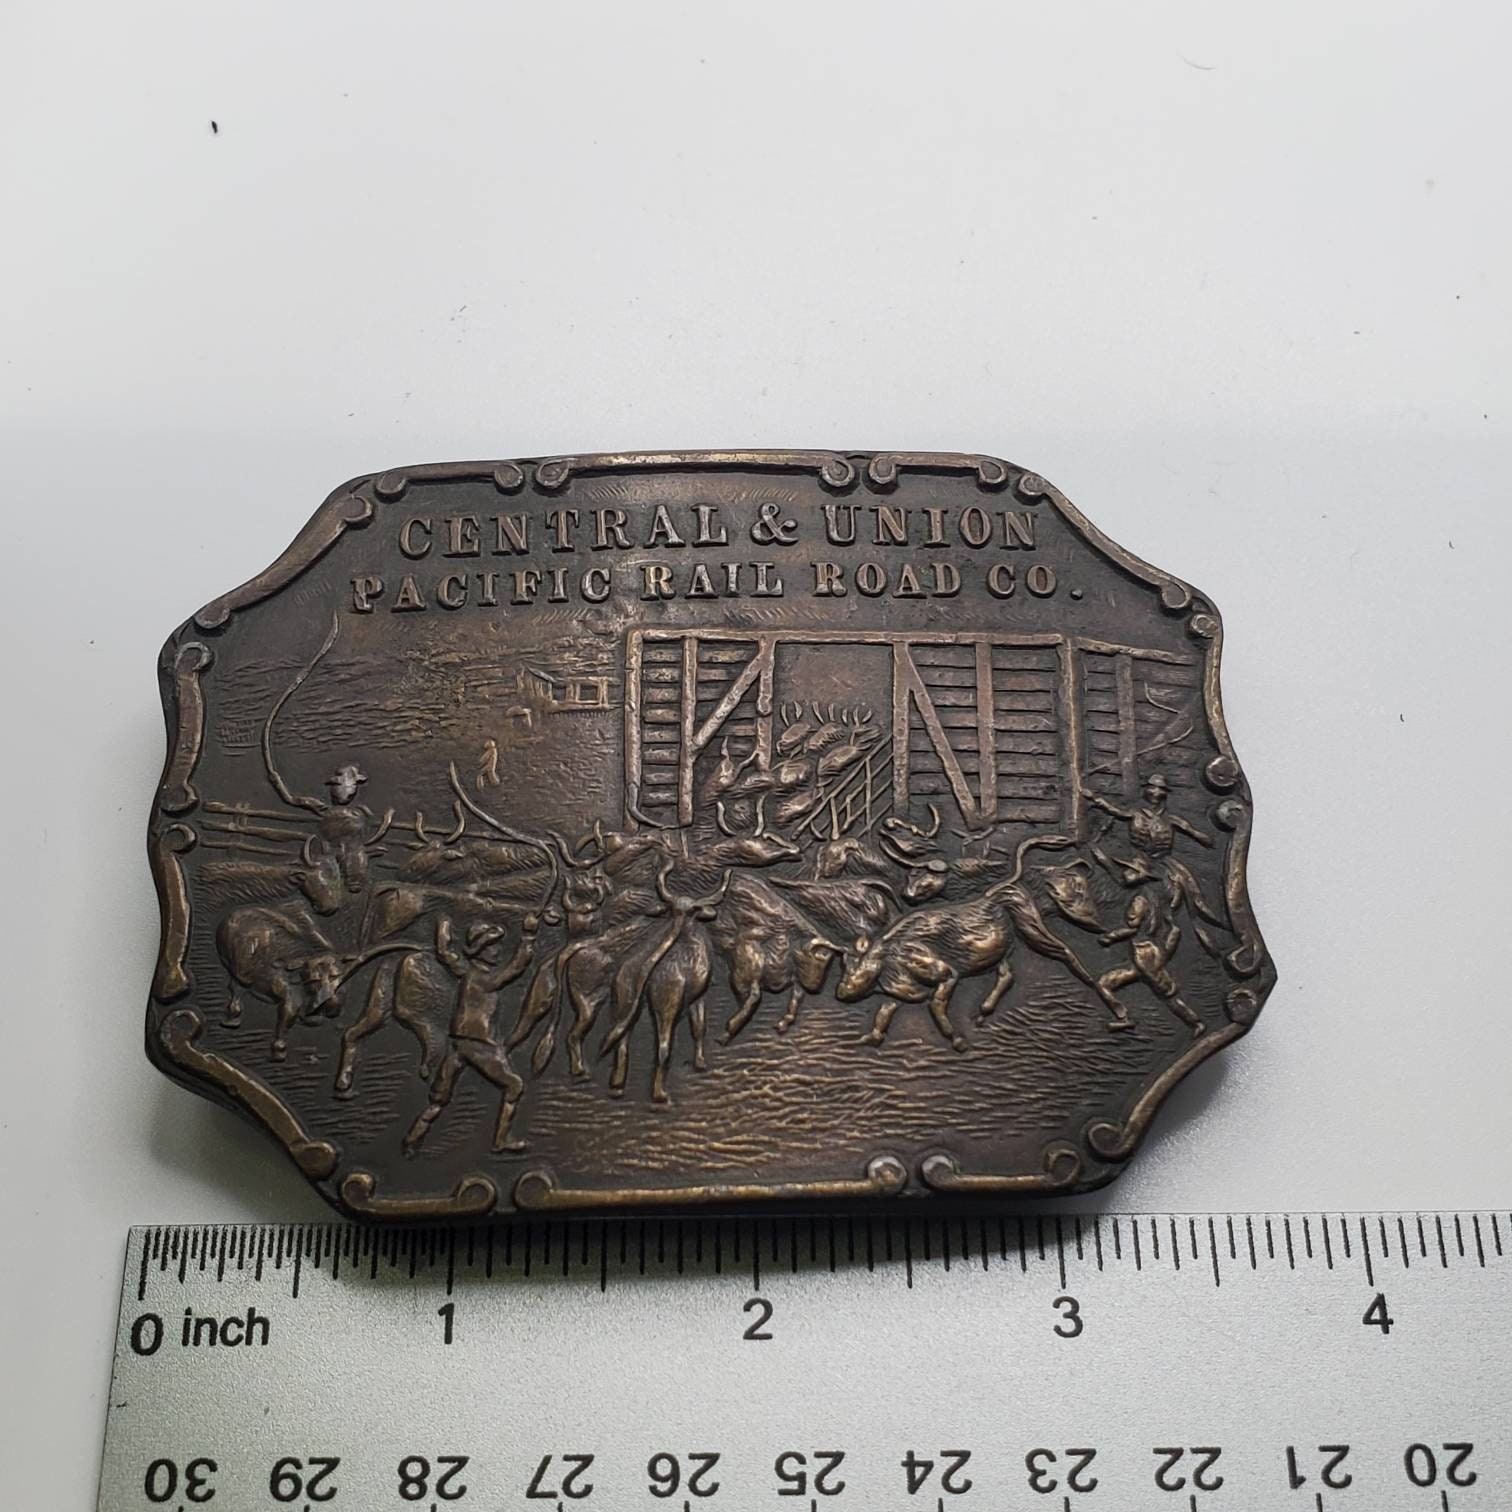 CENTRAL & UNION
PACIFIC RAIL ROAD CO.
0 inch 1 2 3 4
30 29 28 27 26 25 24 23 22 21 20